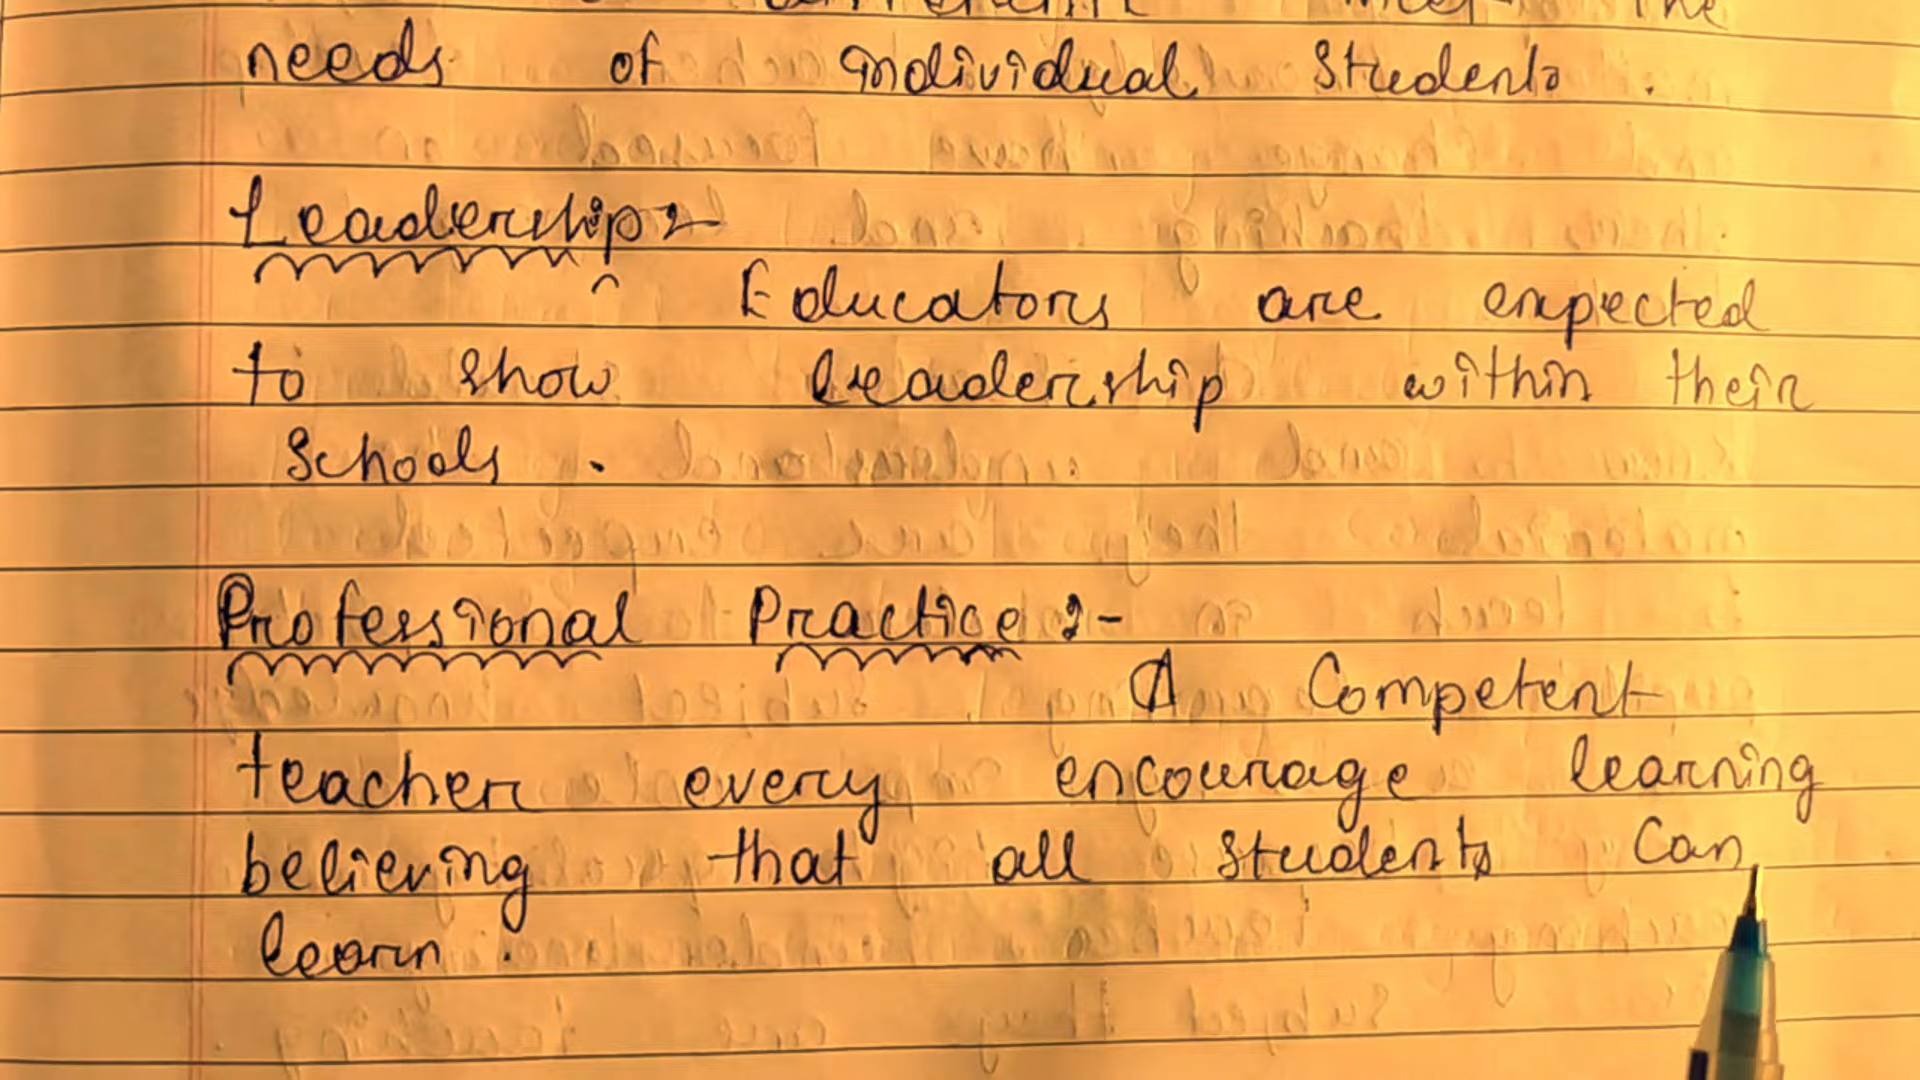 the
needs of individual Students .
Leadership :-
Educators are expected
to show leadership within their
Schools .
Professional Practice :-
A Competent
teacher every encourage learning
believing that all students can
learn .